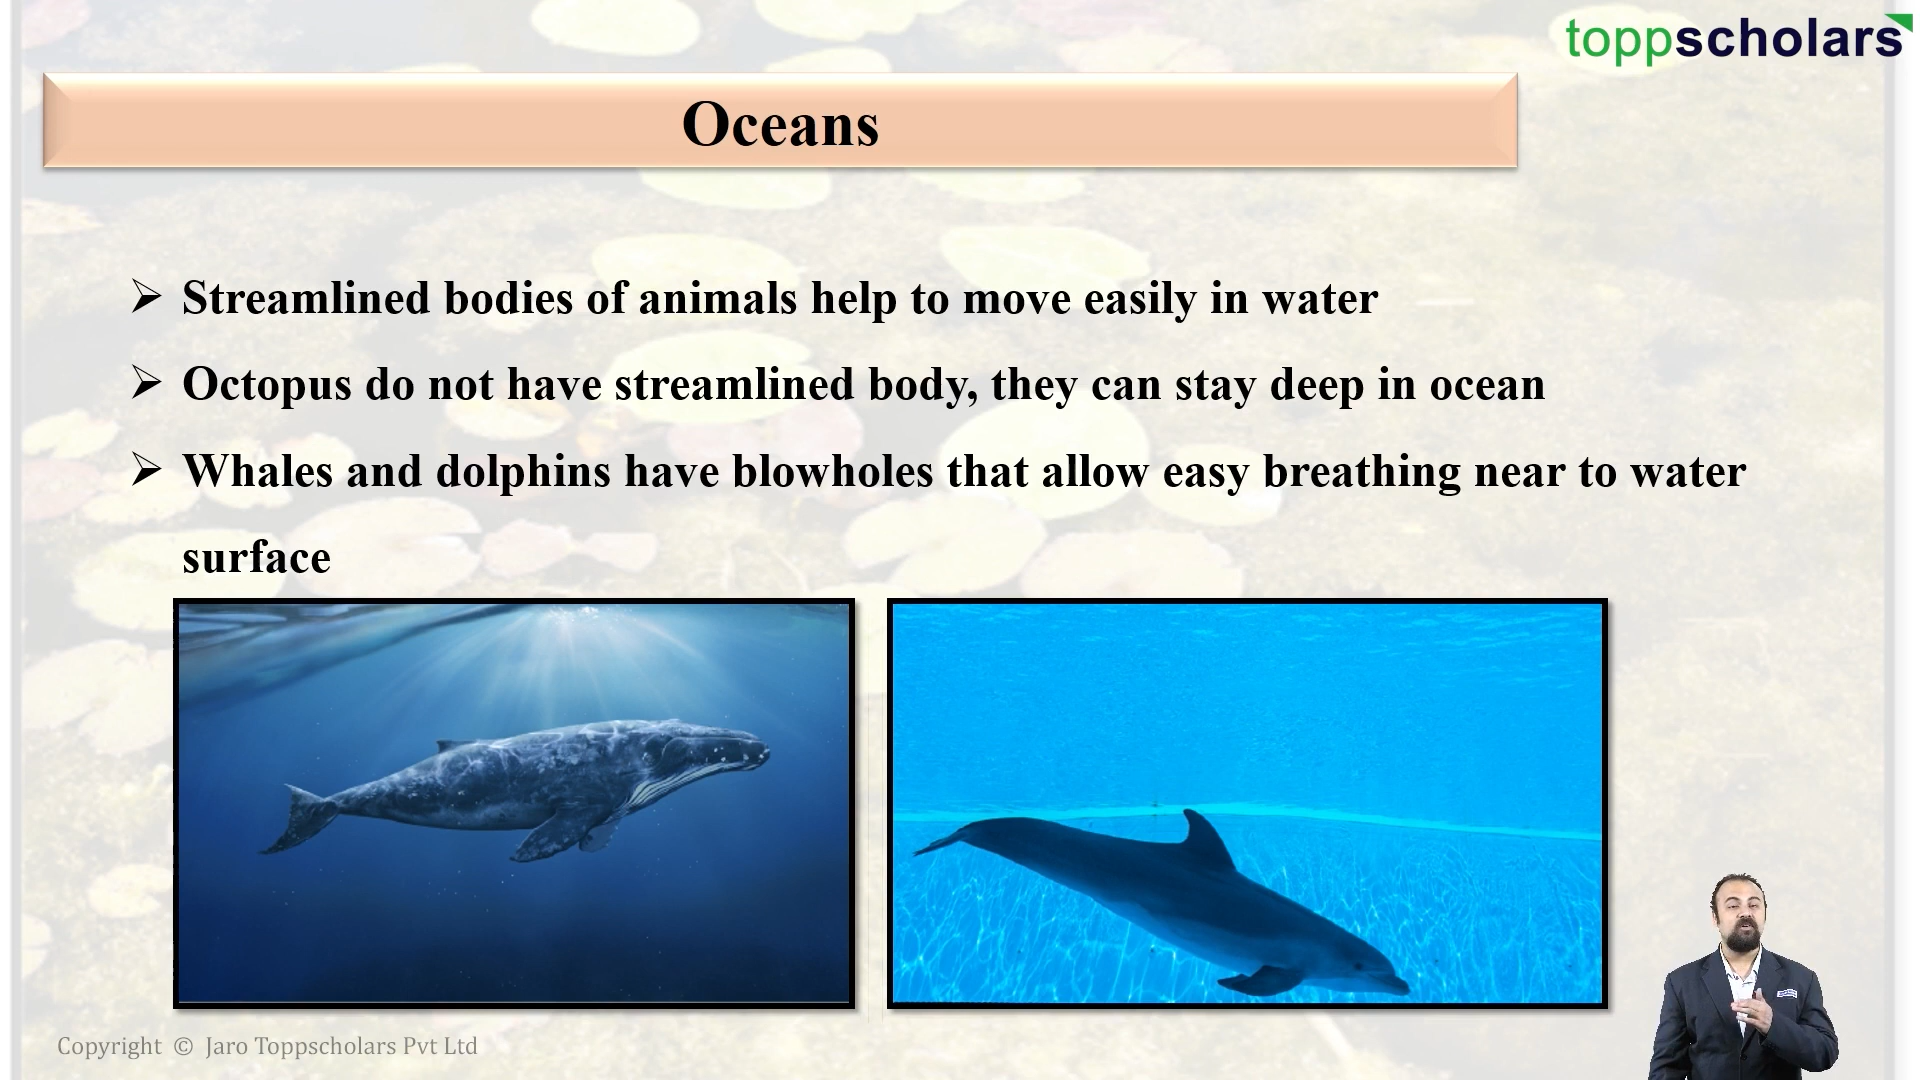 toppscholars
Oceans
➢ Streamlined bodies of animals help to move easily in water
➢ Octopus do not have streamlined body, they can stay deep in ocean
➢ Whales and dolphins have blowholes that allow easy breathing near to water
surface
Copyright © Jaro Toppscholars Pvt Ltd